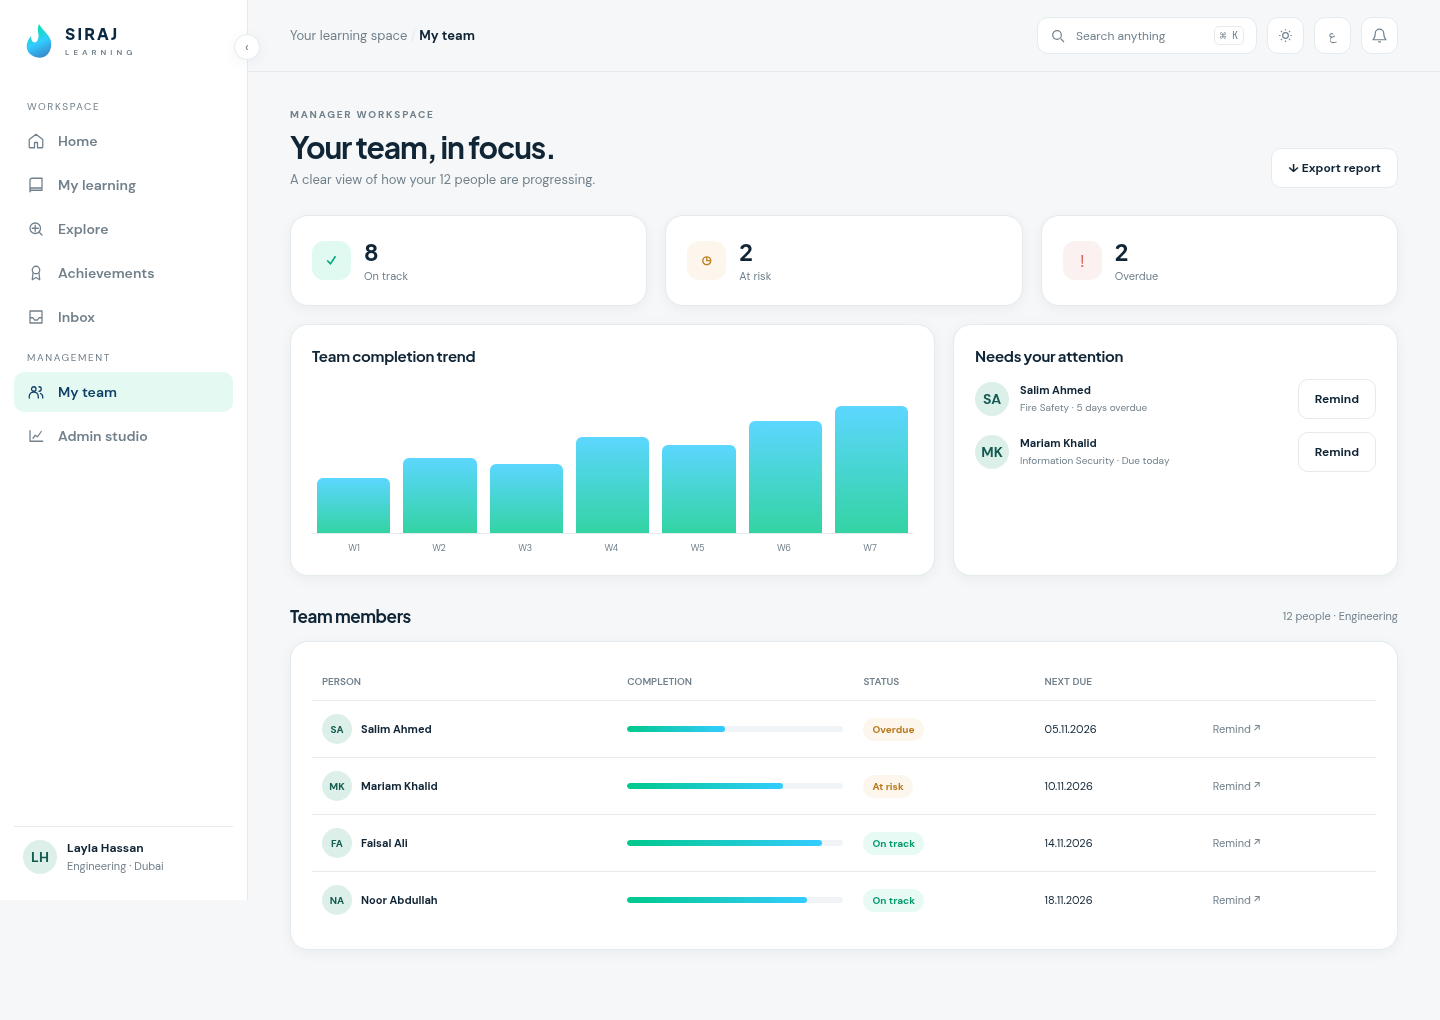 SIRAJ
LEARNING
WORKSPACE
Home
My learning
Explore
Achievements
Inbox
MANAGEMENT
My team
Admin studio
LH
Layla Hassan
Engineering · Dubai
‹
Your learning space / My team
Search anything
⌘ K
ع
MANAGER WORKSPACE
Your team, in focus.
A clear view of how your 12 people are progressing.
↓ Export report
8
On track
2
At risk
!
2
Overdue
Team completion trend
W1 W2 W3 W4 W5 W6 W7
Needs your attention
SA
Salim Ahmed
Fire Safety · 5 days overdue
Remind
MK
Mariam Khalid
Information Security · Due today
Remind
Team members
12 people · Engineering
PERSON COMPLETION STATUS NEXT DUE
SA Salim Ahmed Overdue 05.11.2026 Remind ↗
MK Mariam Khalid At risk 10.11.2026 Remind ↗
FA Faisal Ali On track 14.11.2026 Remind ↗
NA Noor Abdullah On track 18.11.2026 Remind ↗